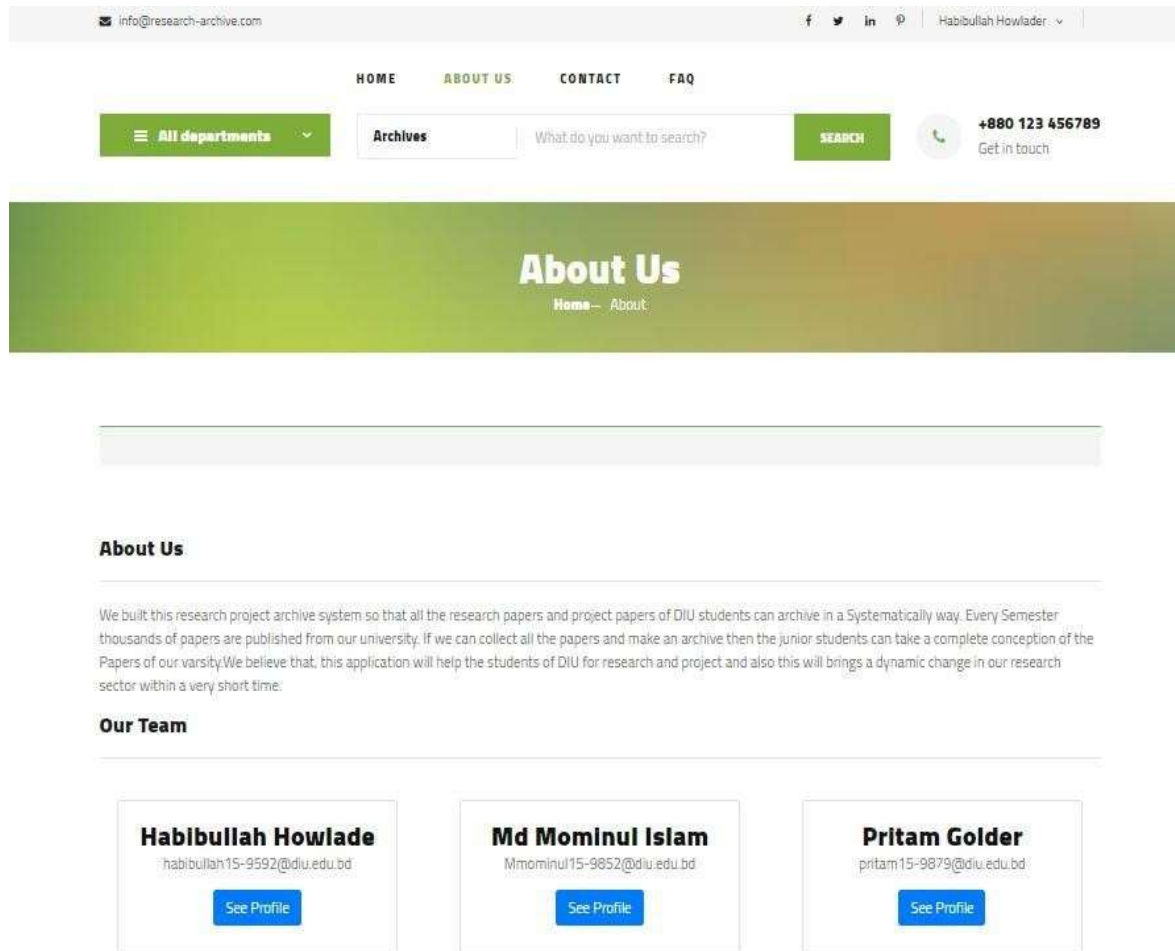 info@research-archive.com
Habibullah Howlader
HOME ABOUT US CONTACT FAQ
All departments
Archives
What do you want to search?
SEARCH
+880 123 456789
Get in touch
About Us
Home– About
About Us
We built this research project archive system so that all the research papers and project papers of DIU students can archive in a Systematically way. Every Semester
thousands of papers are published from our university. If we can collect all the papers and make an archive then the junior students can take a complete conception of the
Papers of our varsity.We believe that, this application will help the students of DIU for research and project and also this will brings a dynamic change in our research
sector within a very short time.
Our Team
Habibullah Howlade
habibullah15-9592@diu.edu.bd
See Profile
Md Mominul Islam
Mmominul15-9852@diu.edu.bd
See Profile
Pritam Golder
pritam15-9879@diu.edu.bd
See Profile